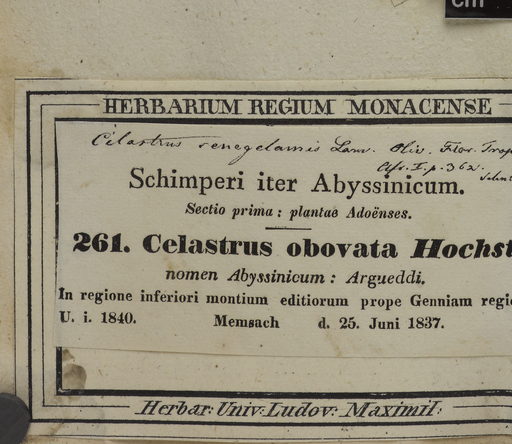 cm
HERBARIUM REGIUM MONACENSE
Celastrus senegelamis Lam. Oliv. Flor. Trop
Afr. I. p. 362.
Schimperi iter Abyssinicum.
Sectio prima: plantae Adoënses.
261. Celastrus obovata Hochst
nomen Abyssinicum: Argueddi.
In regione inferiori montium editiorum prope Genniam regi
U. i. 1840. Memsach d. 25. Juni 1837.
Herbar: Univ: Ludov: Maximil: